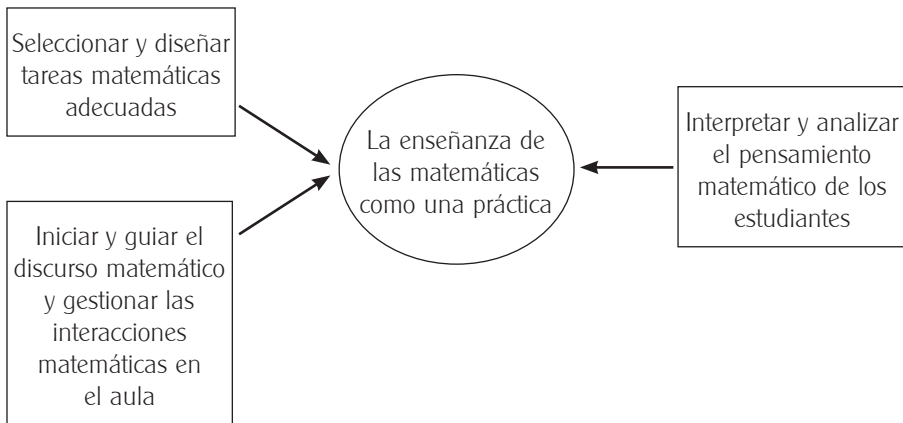 Seleccionar y diseñar
tareas matemáticas
adecuadas
Iniciar y guiar el
discurso matemático
y gestionar las
interacciones
matemáticas en
el aula
La enseñanza de
las matemáticas
como una práctica
Interpretar y analizar
el pensamiento
matemático de los
estudiantes